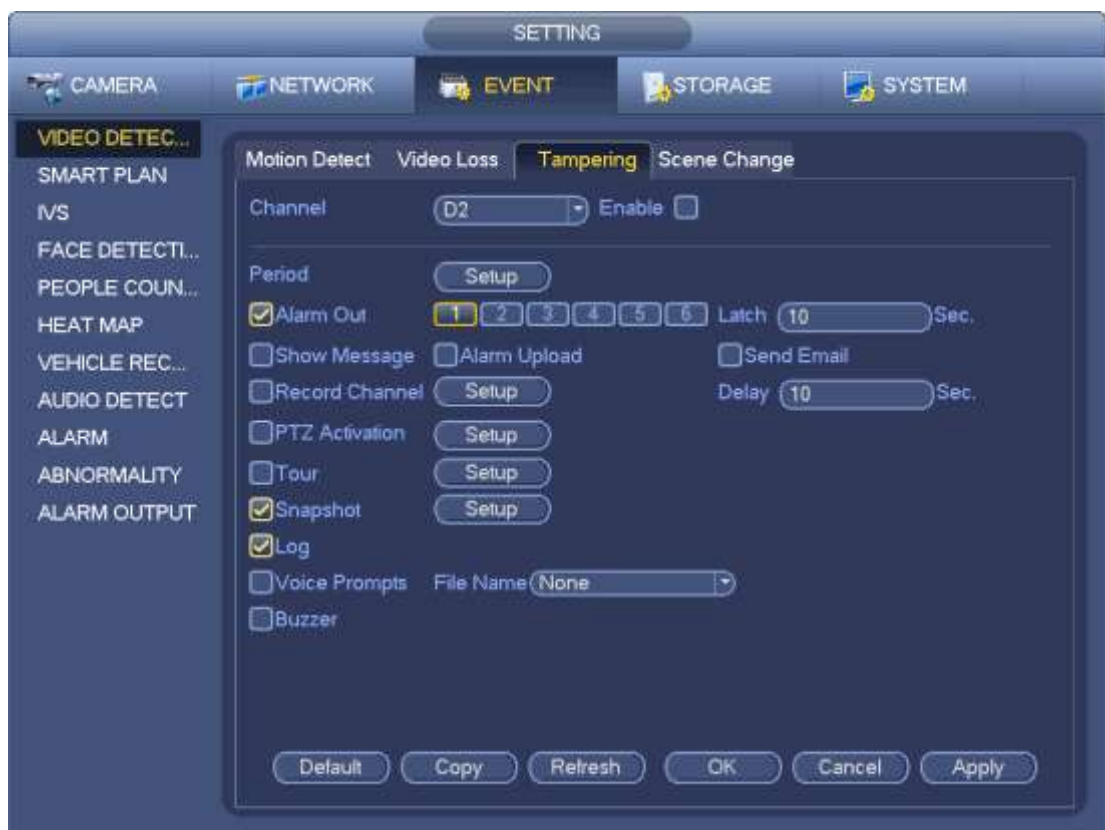 SETTING
CAMERA NETWORK EVENT STORAGE SYSTEM
VIDEO DETEC...
SMART PLAN
IVS
FACE DETECTI...
PEOPLE COUN...
HEAT MAP
VEHICLE REC...
AUDIO DETECT
ALARM
ABNORMALITY
ALARM OUTPUT
Motion Detect Video Loss Tampering Scene Change
Channel D2 Enable
Period Setup
Alarm Out 1 2 3 4 5 6 Latch 10 Sec.
Show Message Alarm Upload Send Email
Record Channel Setup Delay 10 Sec.
PTZ Activation Setup
Tour Setup
Snapshot Setup
Log
Voice Prompts File Name None
Buzzer
Default Copy Refresh OK Cancel Apply